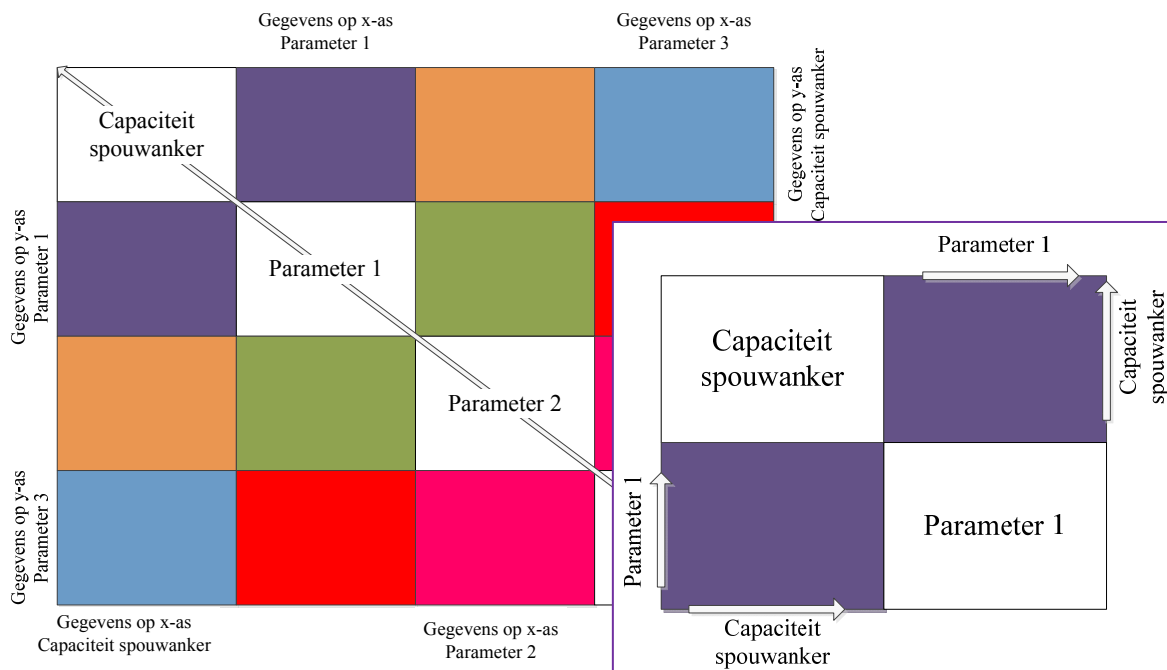 Gegevens op x-as
Parameter 1
Gegevens op x-as
Parameter 3
Gegevens op y-as
Capaciteit spouwanker
Capaciteit
spouwanker
Gegevens op y-as
Parameter 1
Parameter 1
Parameter 2
Gegevens op y-as
Parameter 3
Gegevens op x-as
Capaciteit spouwanker
Gegevens op x-as
Parameter 2
Parameter 1
Capaciteit
spouwanker
Capaciteit
spouwanker
Parameter 1
Parameter 1
Capaciteit
spouwanker